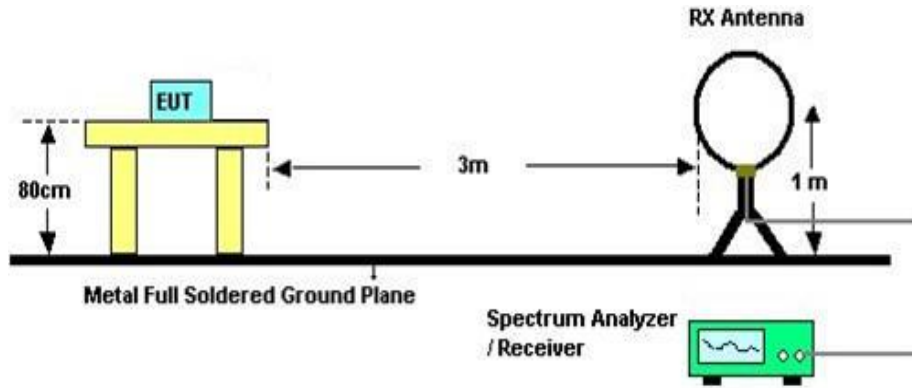 RX Antenna
EUT
80cm
3m
1 m
Metal Full Soldered Ground Plane
Spectrum Analyzer
/ Receiver